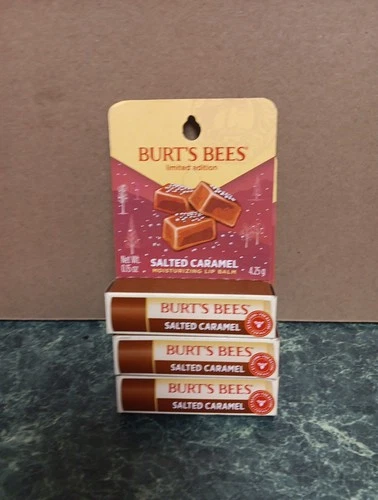 BURT'S BEES®
limited edition
SALTED CARAMEL
MOISTURIZING LIP BALM
Net Wt.
0.15 oz
4.25 g
BURT'S BEES®
SALTED CARAMEL
BURT'S BEES®
SALTED CARAMEL
BURT'S BEES®
SALTED CARAMEL